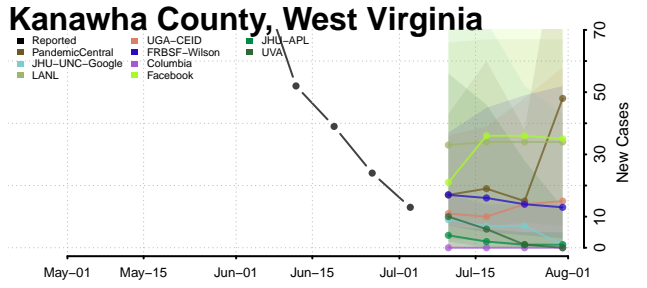 Kanawha County, West Virginia
Reported
PandemicCentral
JHU−UNC−Google
LANL
UGA−CEID
FRBSF−Wilson
Columbia
Facebook
JHU−APL
UVA
70
50
30
10
0
New Cases
May−01
May−15
Jun−01
Jun−15
Jul−01
Jul−15
Aug−01